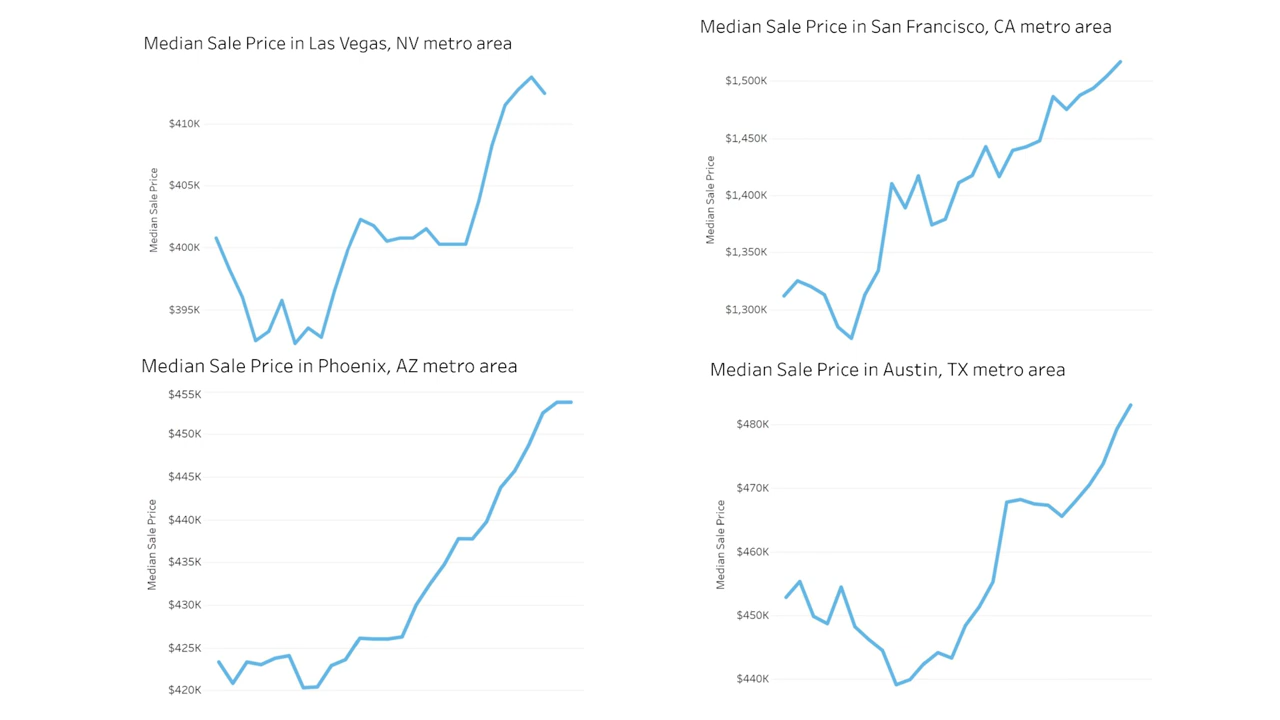 Median Sale Price in Las Vegas, NV metro area
$410K
$405K
$400K
$395K
Median Sale Price
Median Sale Price in San Francisco, CA metro area
$1,500K
$1,450K
$1,400K
$1,350K
$1,300K
Median Sale Price
Median Sale Price in Phoenix, AZ metro area
$455K
$450K
$445K
$440K
$435K
$430K
$425K
$420K
Median Sale Price
Median Sale Price in Austin, TX metro area
$480K
$470K
$460K
$450K
$440K
Median Sale Price